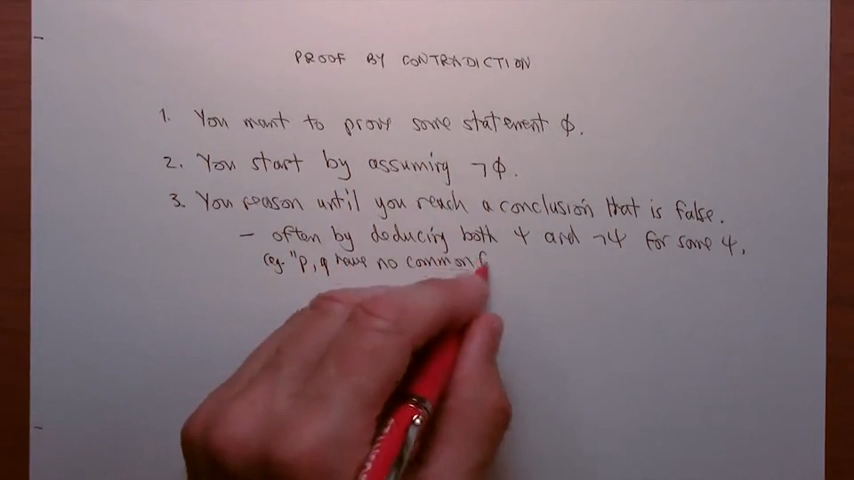 PROOF BY CONTRADICTION
1. You want to prove some statement φ.
2. You start by assuming ¬φ.
3. You reason until you reach a conclusion that is false.
– often by deducing both ψ and ¬ψ for some ψ.
(eg. "p, q have no common f